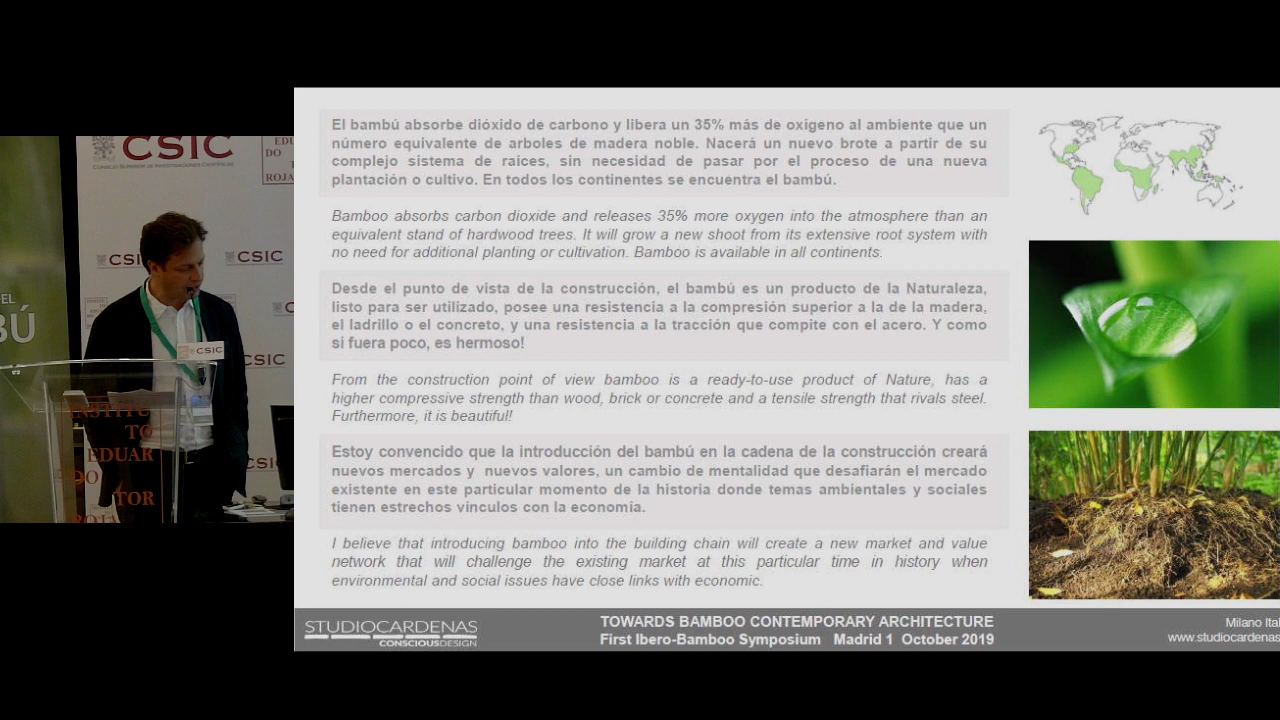 CSIC
CONSEJO SUPERIOR DE INVESTIGACIONES CIENTÍFICAS
EDU
DO
ROJA
CSI
CSIC
DEL
BÚ
CSIC
CSIC
CSI
INSTITU
TO
EDUAR
DO
TOR
ROJA
El bambú absorbe dióxido de carbono y libera un 35% más de oxígeno al ambiente que un
número equivalente de arboles de madera noble. Nacerá un nuevo brote a partir de su
complejo sistema de raíces, sin necesidad de pasar por el proceso de una nueva
plantación o cultivo. En todos los continentes se encuentra el bambú.
Bamboo absorbs carbon dioxide and releases 35% more oxygen into the atmosphere than an
equivalent stand of hardwood trees. It will grow a new shoot from its extensive root system with
no need for additional planting or cultivation. Bamboo is available in all continents.
Desde el punto de vista de la construcción, el bambú es un producto de la Naturaleza,
listo para ser utilizado, posee una resistencia a la compresión superior a la de la madera,
el ladrillo o el concreto, y una resistencia a la tracción que compite con el acero. Y como
si fuera poco, es hermoso!
From the construction point of view bamboo is a ready-to-use product of Nature, has a
higher compressive strength than wood, brick or concrete and a tensile strength that rivals steel.
Furthermore, it is beautiful!
Estoy convencido que la introducción del bambú en la cadena de la construcción creará
nuevos mercados y nuevos valores, un cambio de mentalidad que desafiarán el mercado
existente en este particular momento de la historia donde temas ambientales y sociales
tienen estrechos vínculos con la economía.
I believe that introducing bamboo into the building chain will create a new market and value
network that will challenge the existing market at this particular time in history when
environmental and social issues have close links with economic.
STUDIOCARDENAS
CONSCIOUSDESIGN
TOWARDS BAMBOO CONTEMPORARY ARCHITECTURE
First Ibero-Bamboo Symposium Madrid 1 October 2019
Milano Ital
www.studiocardenas